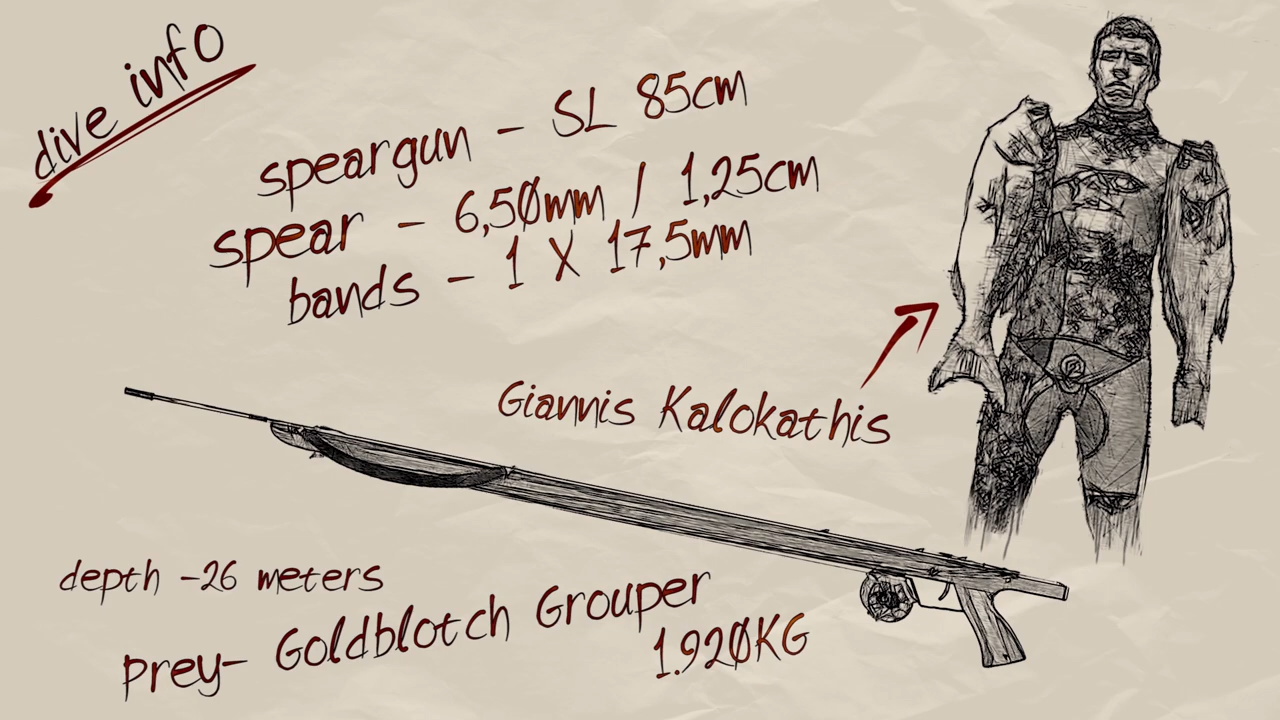 dive info
speargun - SL 85cm
spear - 6,50mm / 1,25cm
bands - 1 X 17,5mm
Giannis Kalokathis
depth -26 meters
prey- Goldblotch Grouper
1.920KG